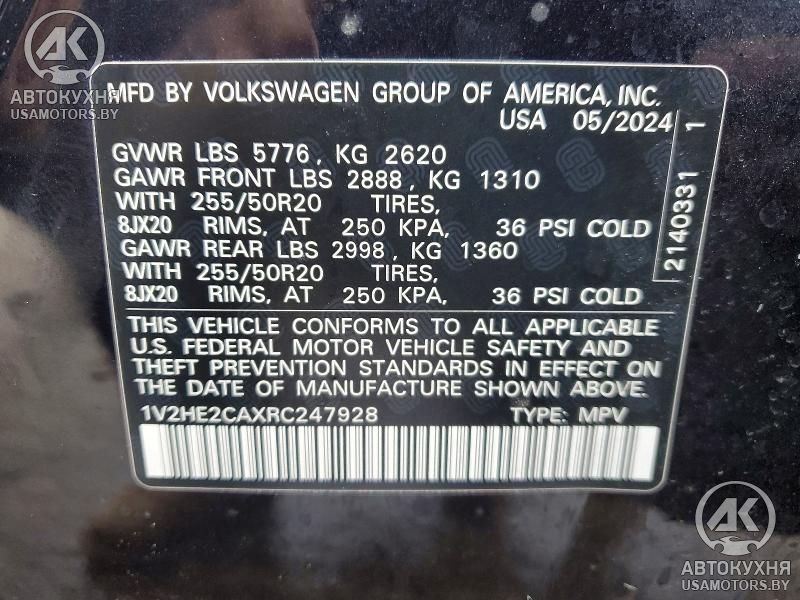 AK
АВТОКУХНЯ
USAMOTORS.BY
MFD BY VOLKSWAGEN GROUP OF AMERICA, INC.
USA 05/2024
GVWR LBS 5776, KG 2620
GAWR FRONT LBS 2888, KG 1310
WITH 255/50R20 TIRES,
8JX20 RIMS, AT 250 KPA, 36 PSI COLD
GAWR REAR LBS 2998, KG 1360
WITH 255/50R20 TIRES,
8JX20 RIMS, AT 250 KPA, 36 PSI COLD
THIS VEHICLE CONFORMS TO ALL APPLICABLE
U.S. FEDERAL MOTOR VEHICLE SAFETY AND
THEFT PREVENTION STANDARDS IN EFFECT ON
THE DATE OF MANUFACTURE SHOWN ABOVE.
1V2HE2CAXRC247928 TYPE: MPV
2140331 1
AK
АВТОКУХНЯ
USAMOTORS.BY